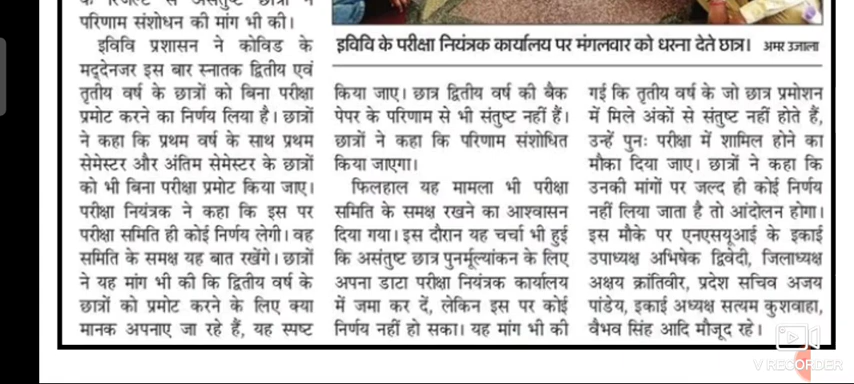 परिणाम संशोधन की मांग भी की।
इविवि प्रशासन ने कोविड के
मद्देनजर इस बार स्नातक द्वितीय एवं
तृतीय वर्ष के छात्रों को बिना परीक्षा
प्रमोट करने का निर्णय लिया है। छात्रों
ने कहा कि प्रथम वर्ष के साथ प्रथम
सेमेस्टर और अंतिम सेमेस्टर के छात्रों
को भी बिना परीक्षा प्रमोट किया जाए।
परीक्षा नियंत्रक ने कहा कि इस पर
परीक्षा समिति ही कोई निर्णय लेगी। वह
समिति के समक्ष यह बात रखेंगे। छात्रों
ने यह मांग भी की कि द्वितीय वर्ष के
छात्रों को प्रमोट करने के लिए क्या
मानक अपनाए जा रहे हैं, यह स्पष्ट
इविवि के परीक्षा नियंत्रक कार्यालय पर मंगलवार को धरना देते छात्र। अमर उजाला
किया जाए। छात्र द्वितीय वर्ष की बैक
पेपर के परिणाम से भी संतुष्ट नहीं हैं।
छात्रों ने कहा कि परिणाम संशोधित
किया जाएगा।
फिलहाल यह मामला भी परीक्षा
समिति के समक्ष रखने का आश्वासन
दिया गया। इस दौरान यह चर्चा भी हुई
कि असंतुष्ट छात्र पुनर्मूल्यांकन के लिए
अपना डाटा परीक्षा नियंत्रक कार्यालय
में जमा कर दें, लेकिन इस पर कोई
निर्णय नहीं हो सका। यह मांग भी की
गई कि तृतीय वर्ष के जो छात्र प्रमोशन
में मिले अंकों से संतुष्ट नहीं होते हैं,
उन्हें पुनः परीक्षा में शामिल होने का
मौका दिया जाए। छात्रों ने कहा कि
उनकी मांगों पर जल्द ही कोई निर्णय
नहीं लिया जाता है तो आंदोलन होगा।
इस मौके पर एनएसयूआई के इकाई
उपाध्यक्ष अभिषेक द्विवेदी, जिलाध्यक्ष
अक्षय क्रांतिवीर, प्रदेश सचिव अजय
पांडेय, इकाई अध्यक्ष सत्यम कुशवाहा,
वैभव सिंह आदि मौजूद रहे।
V RECORDER